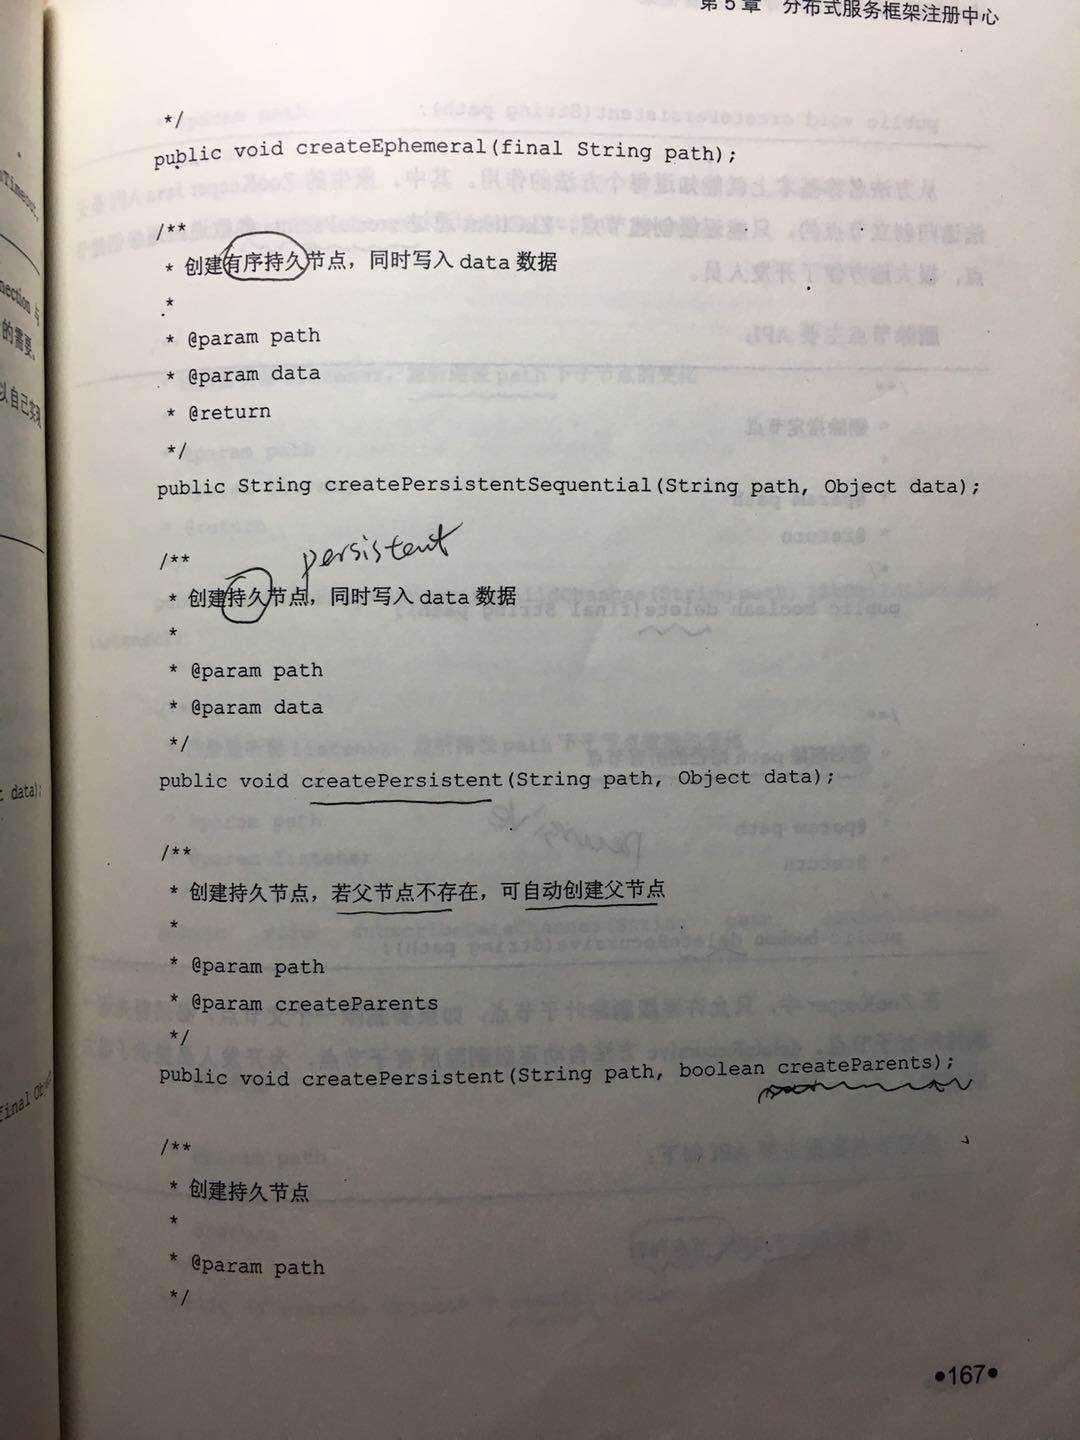 第5章 分布式服务框架注册中心
*/
public void createEphemeral(final String path);
/**
* 创建有序持久节点，同时写入 data 数据
*
* @param path
* @param data
* @return
*/
public String createPersistentSequential(String path, Object data);
persistent
/**
* 创建持久节点，同时写入 data 数据
*
* @param path
* @param data
*/
public void createPersistent(String path, Object data);
/**
* 创建持久节点，若父节点不存在，可自动创建父节点
*
* @param path
* @param createParents
*/
public void createPersistent(String path, boolean createParents);
/**
* 创建持久节点
*
* @param path
*/
•167•